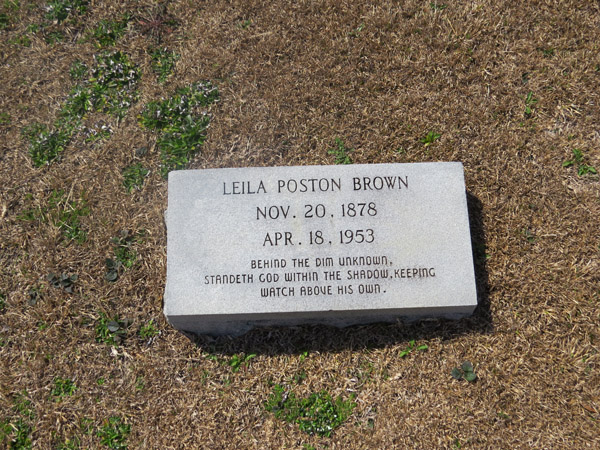 LEILA POSTON BROWN
NOV. 20, 1878
APR. 18, 1953
BEHIND THE DIM UNKNOWN,
STANDETH GOD WITHIN THE SHADOW, KEEPING
WATCH ABOVE HIS OWN.